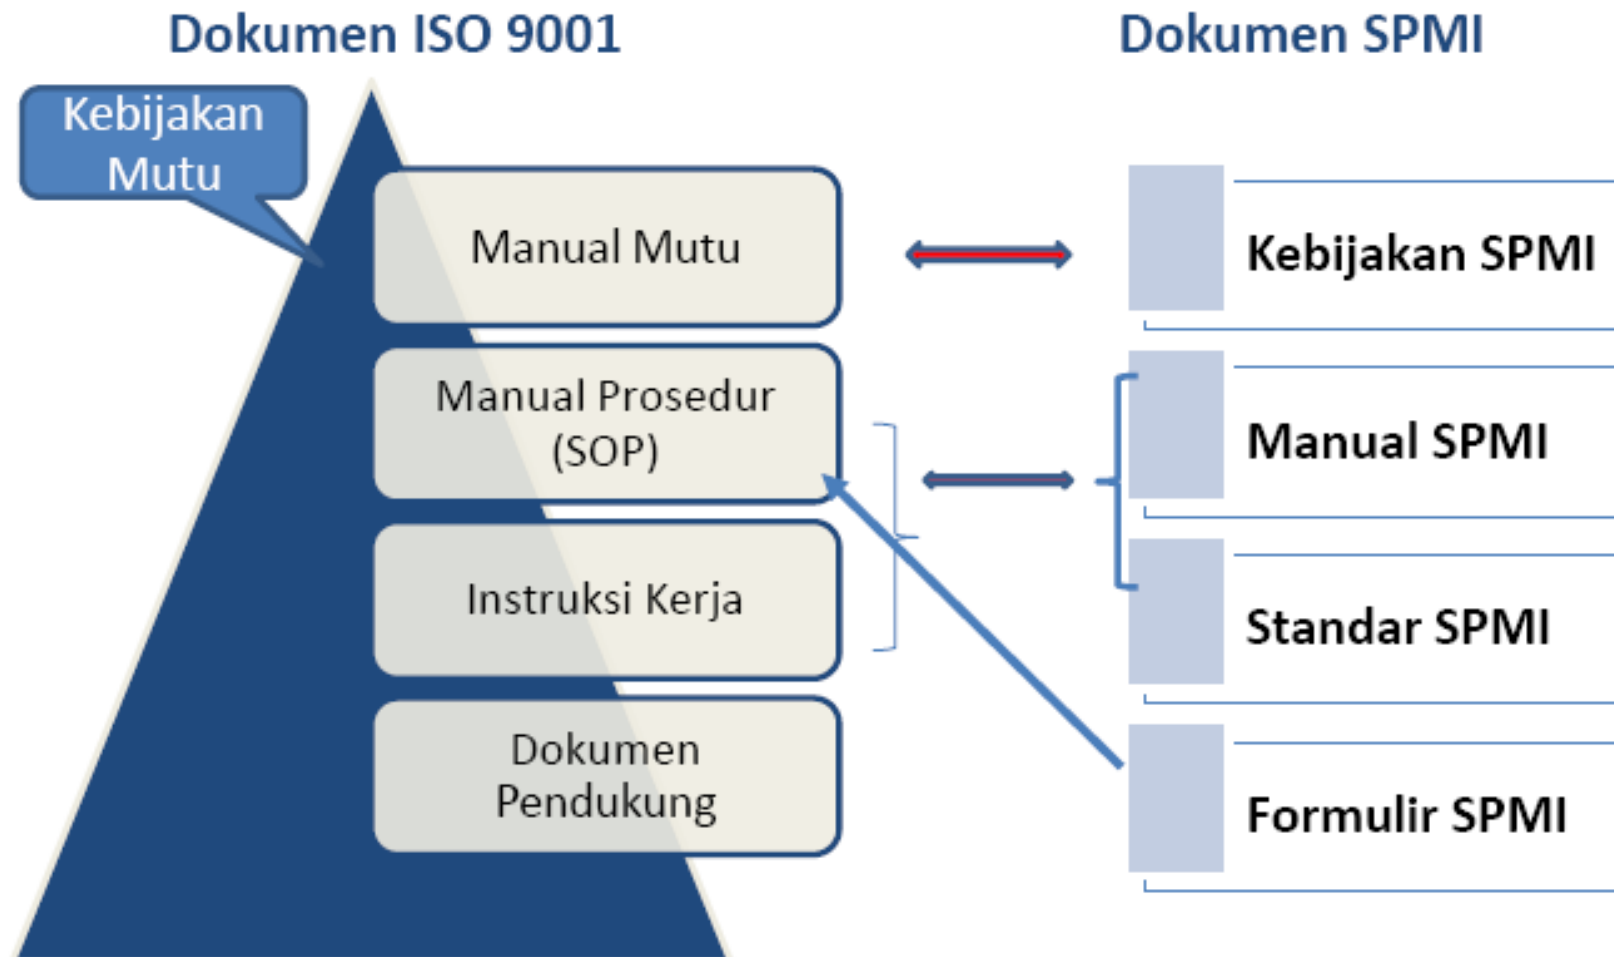 Dokumen ISO 9001
Dokumen SPMI
Kebijakan
Mutu
Manual Mutu
Kebijakan SPMI
Manual Prosedur
(SOP)
Manual SPMI
Instruksi Kerja
Standar SPMI
Dokumen
Pendukung
Formulir SPMI